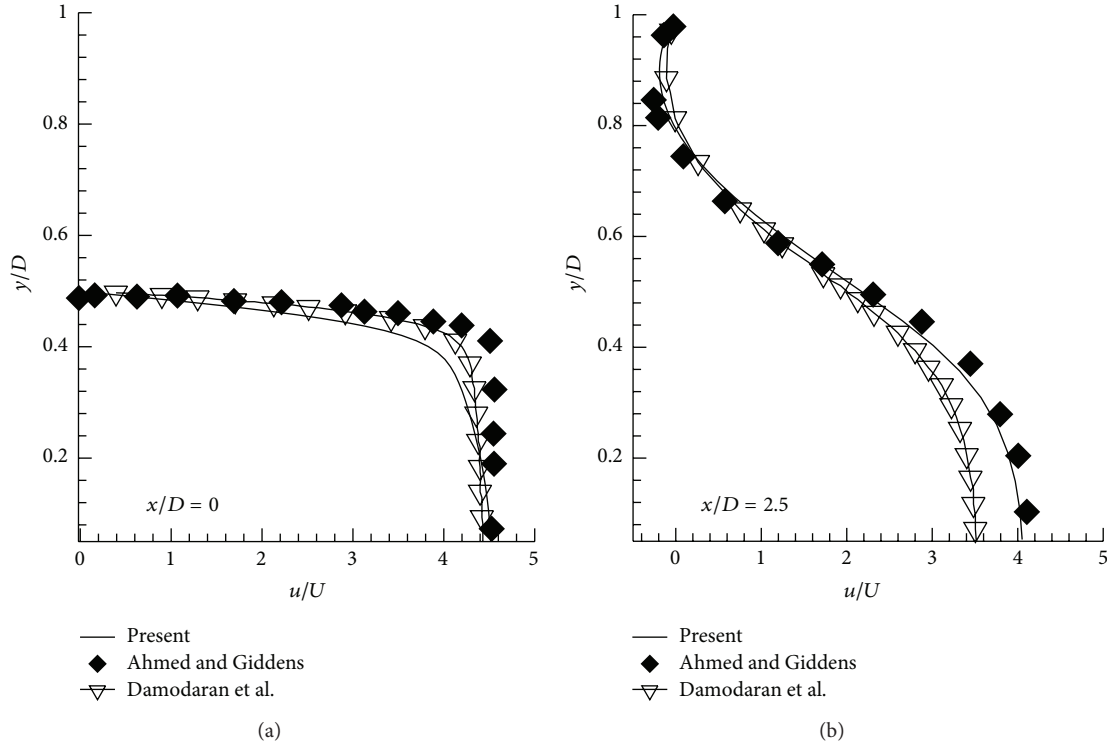 1
0.8
0.6
0.4
0.2
y/D
x/D = 0
0 1 2 3 4 5
u/U
Present
Ahmed and Giddens
Damodaran et al.
(a)
1
0.8
0.6
0.4
0.2
y/D
x/D = 2.5
0 1 2 3 4 5
u/U
Present
Ahmed and Giddens
Damodaran et al.
(b)